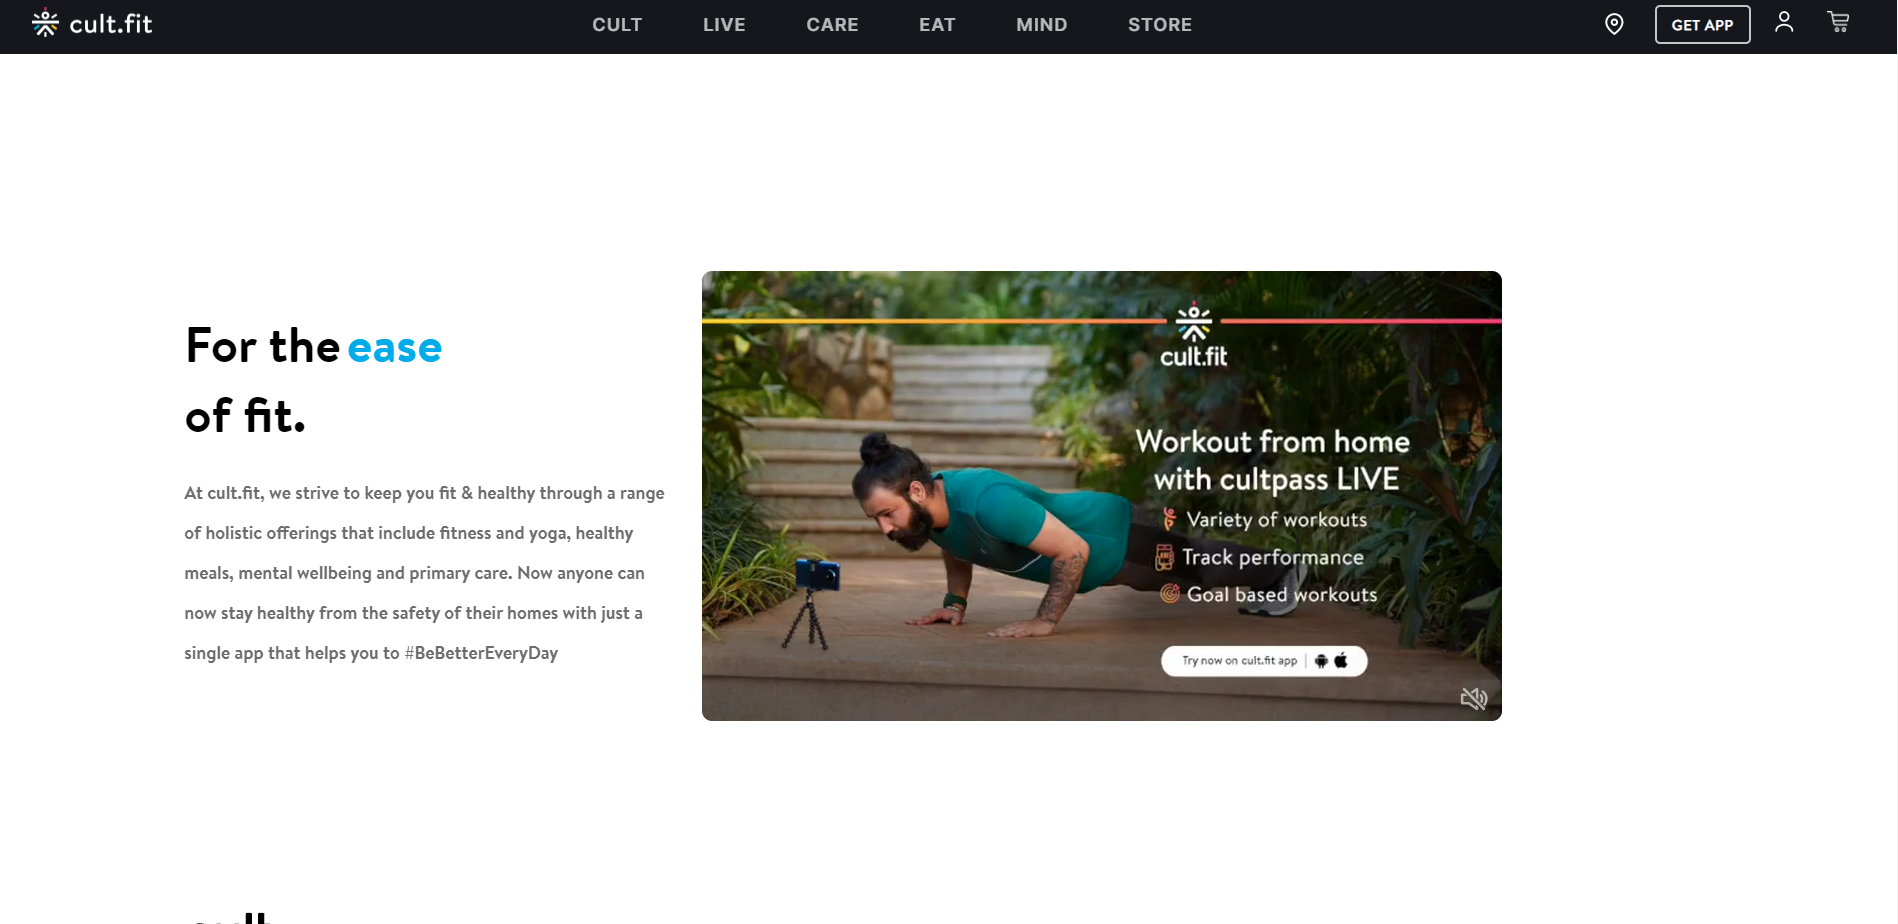 cult.fit
CULT LIVE CARE EAT MIND STORE
GET APP
For the ease
of fit.
At cult.fit, we strive to keep you fit & healthy through a range
of holistic offerings that include fitness and yoga, healthy
meals, mental wellbeing and primary care. Now anyone can
now stay healthy from the safety of their homes with just a
single app that helps you to #BeBetterEveryDay
cult.fit
Workout from home
with cultpass LIVE
Variety of workouts
Track performance
Goal based workouts
Try now on cult.fit app |